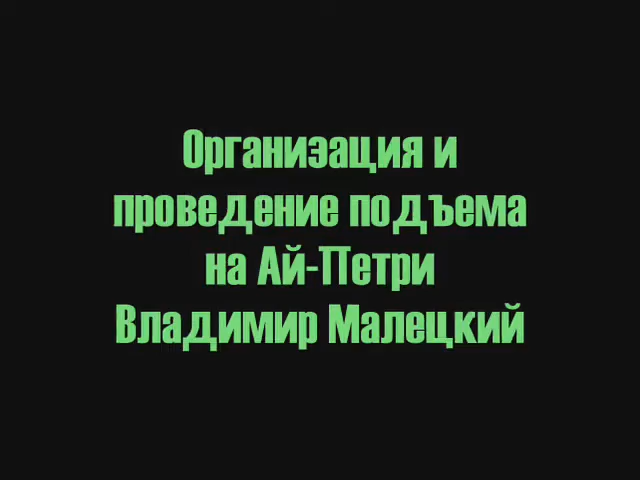 Организация и
проведение подъема
на Ай-Петри
Владимир Малецкий